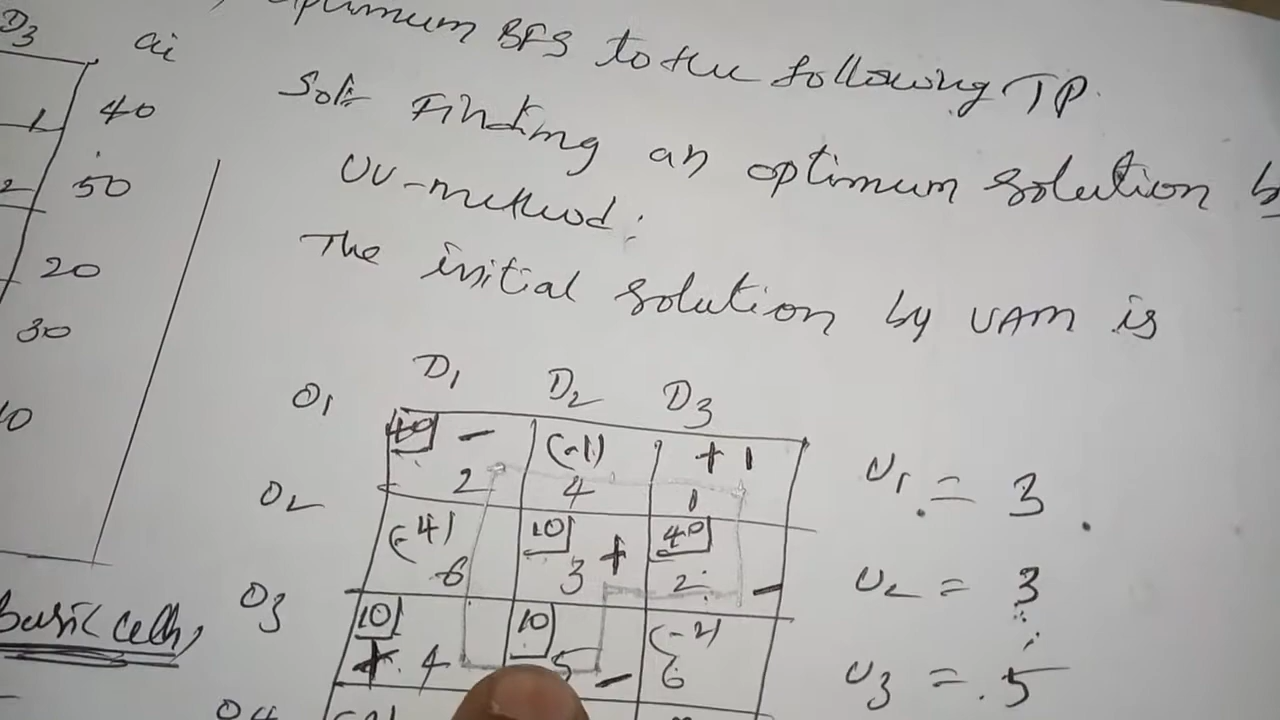 optimum BFS to the following TP.
Sol: Finding an optimum solution
UV-method:
The initial solution by VAM is
D3 ai
1 40
2 50
20
30
10
Basic cells,
D1 D2 D3
O1 40 - (-1) + 1
2 4 1
O2 (-4) 10 + 40
6 3 2 -
O3 10 10 (-2)
+ 4 5 - 6
O4
U1 = 3
U2 = 3
U3 = 5